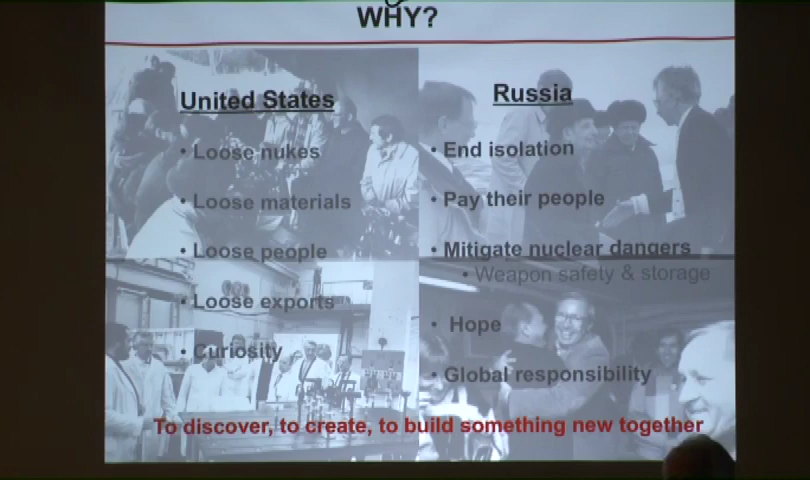 WHY?
United States
• Loose nukes
• Loose materials
• Loose people
• Loose exports
• Curiosity
Russia
• End isolation
• Pay their people
• Mitigate nuclear dangers
• Weapon safety & storage
• Hope
• Global responsibility
To discover, to create, to build something new together